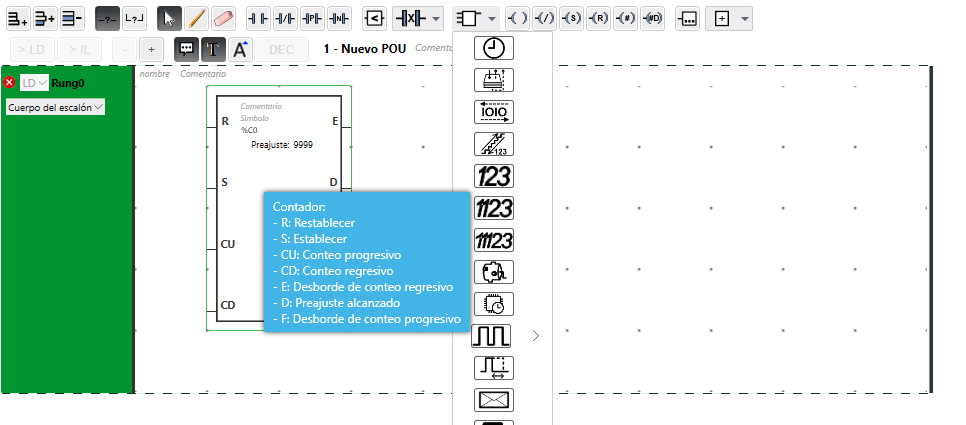 -?- L?J ┤├ ┤/├ ┤P├ ┤N├ < X -( ) -(/) -(S) -(R) -(#) -(#D) ... +
> LD > IL - + T A DEC 1 - Nuevo POU Comenta
nombre Comentario
LD Rung0
Cuerpo del escalón
Comentario
Símbolo
%C0
R E
Preajuste: 9999
S D
CU
CD
Contador:
- R: Restablecer
- S: Establecer
- CU: Conteo progresivo
- CD: Conteo regresivo
- E: Desborde de conteo regresivo
- D: Preajuste alcanzado
- F: Desborde de conteo progresivo
IOIO
123
123
1123
11123